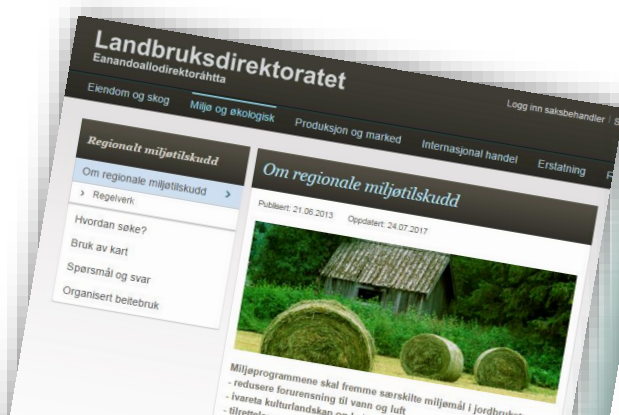 Landbruksdirektoratet
Eanandoallodirektoráhtta
Logg inn saksbehandler
Eiendom og skog Miljø og økologisk Produksjon og marked Internasjonal handel Erstatning
Regionalt miljøtilskudd
Om regionale miljøtilskudd
Regelverk
Hvordan søke?
Bruk av kart
Spørsmål og svar
Organisert beitebruk
Om regionale miljøtilskudd
Publisert: 21.06.2013 Oppdatert: 24.07.2017
Miljøprogrammene skal fremme særskilte miljømål i
- redusere forurensning til vann og luft
- ivareta kulturlandskap